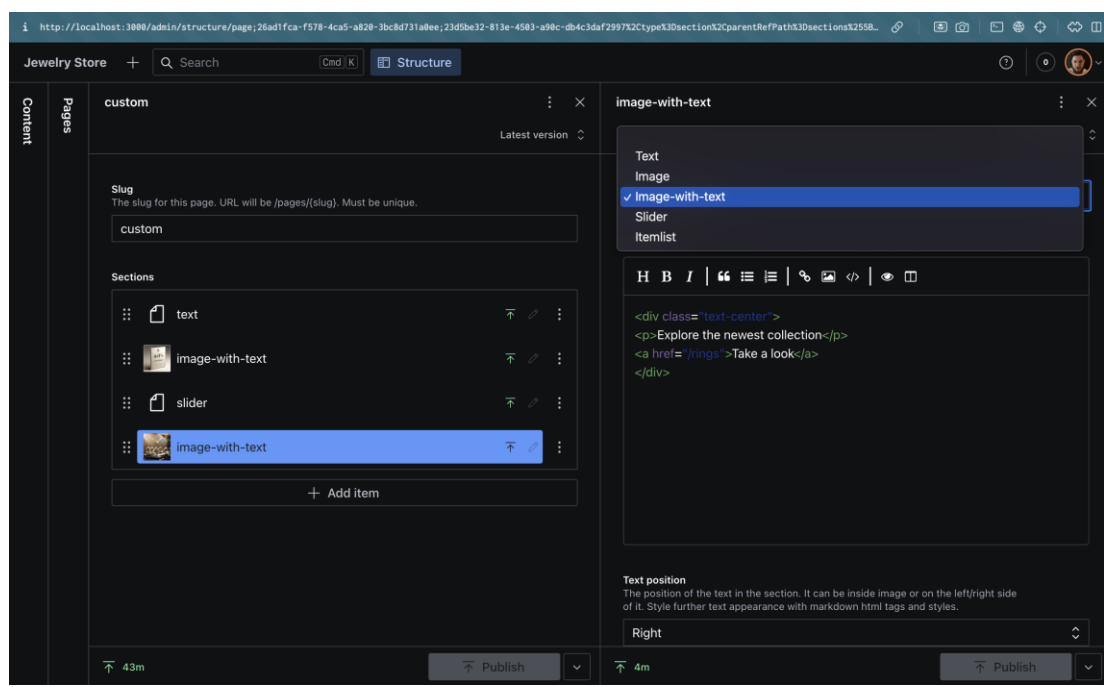 http://localhost:3000/admin/structure/page;26ad1fca-f578-4ca5-a820-3bc8d731a0ee;23d5be32-813e-4503-a90c-db4c3daf2997%2Ctype%3Dsection%2CparentRefPath%3Dsections%255B…
Jewelry Store
Search
Cmd K
Structure
0
Content
Pages
custom
Latest version
Slug
The slug for this page. URL will be /pages/{slug}. Must be unique.
custom
Sections
text
image-with-text
slider
image-with-text
Add item
43m
Publish
image-with-text
Text
Image
✓ Image-with-text
Slider
Itemlist
H B I
<div class="text-center">
<p>Explore the newest collection</p>
<a href="/rings">Take a look</a>
</div>
Text position
The position of the text in the section. It can be inside image or on the left/right side
of it. Style further text appearance with markdown html tags and styles.
Right
4m
Publish